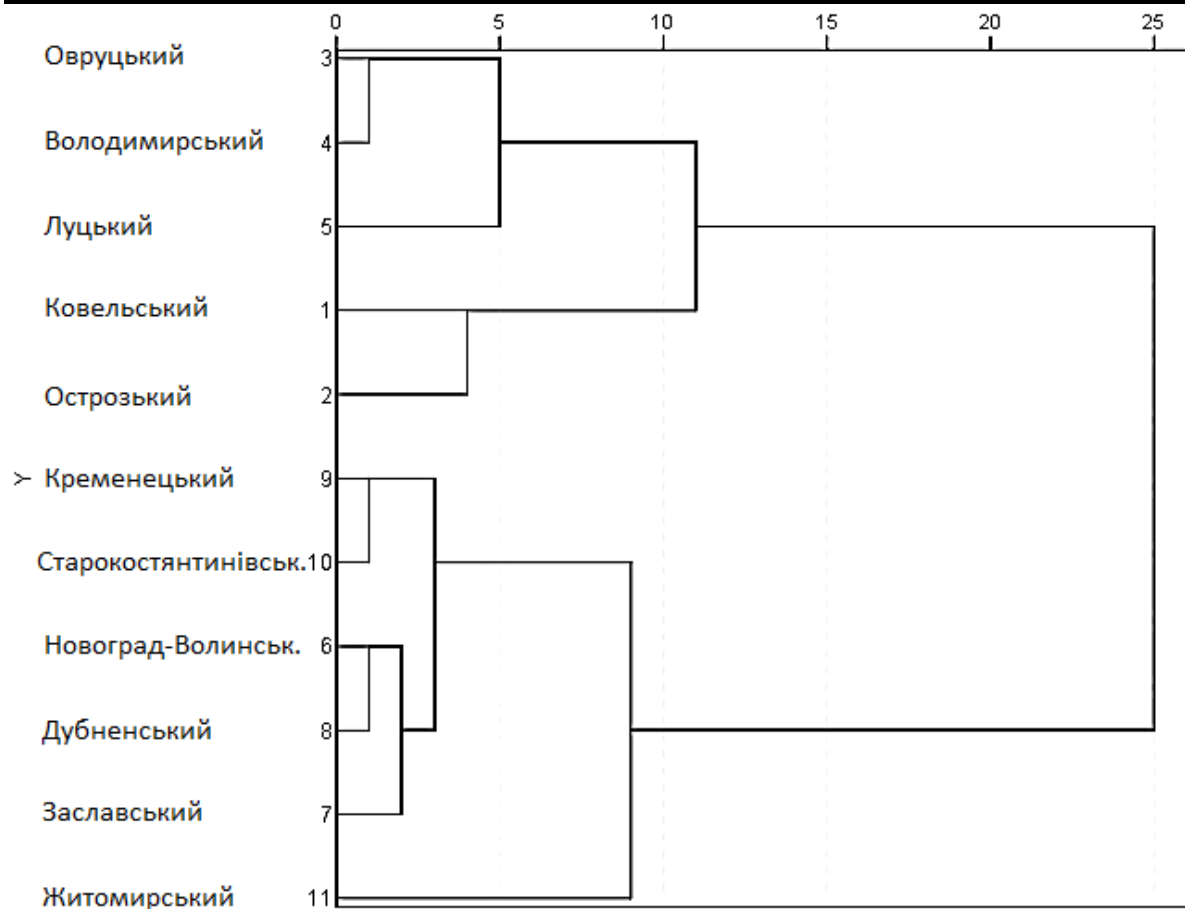 0 5 10 15 20 25
Овруцький 3
Володимирський 4
Луцький 5
Ковельський 1
Острозький 2
Y Кременецький 9
Старокостянтинівськ. 10
Новоград-Волинськ. 6
Дубненський 8
Заславський 7
Житомирський 11